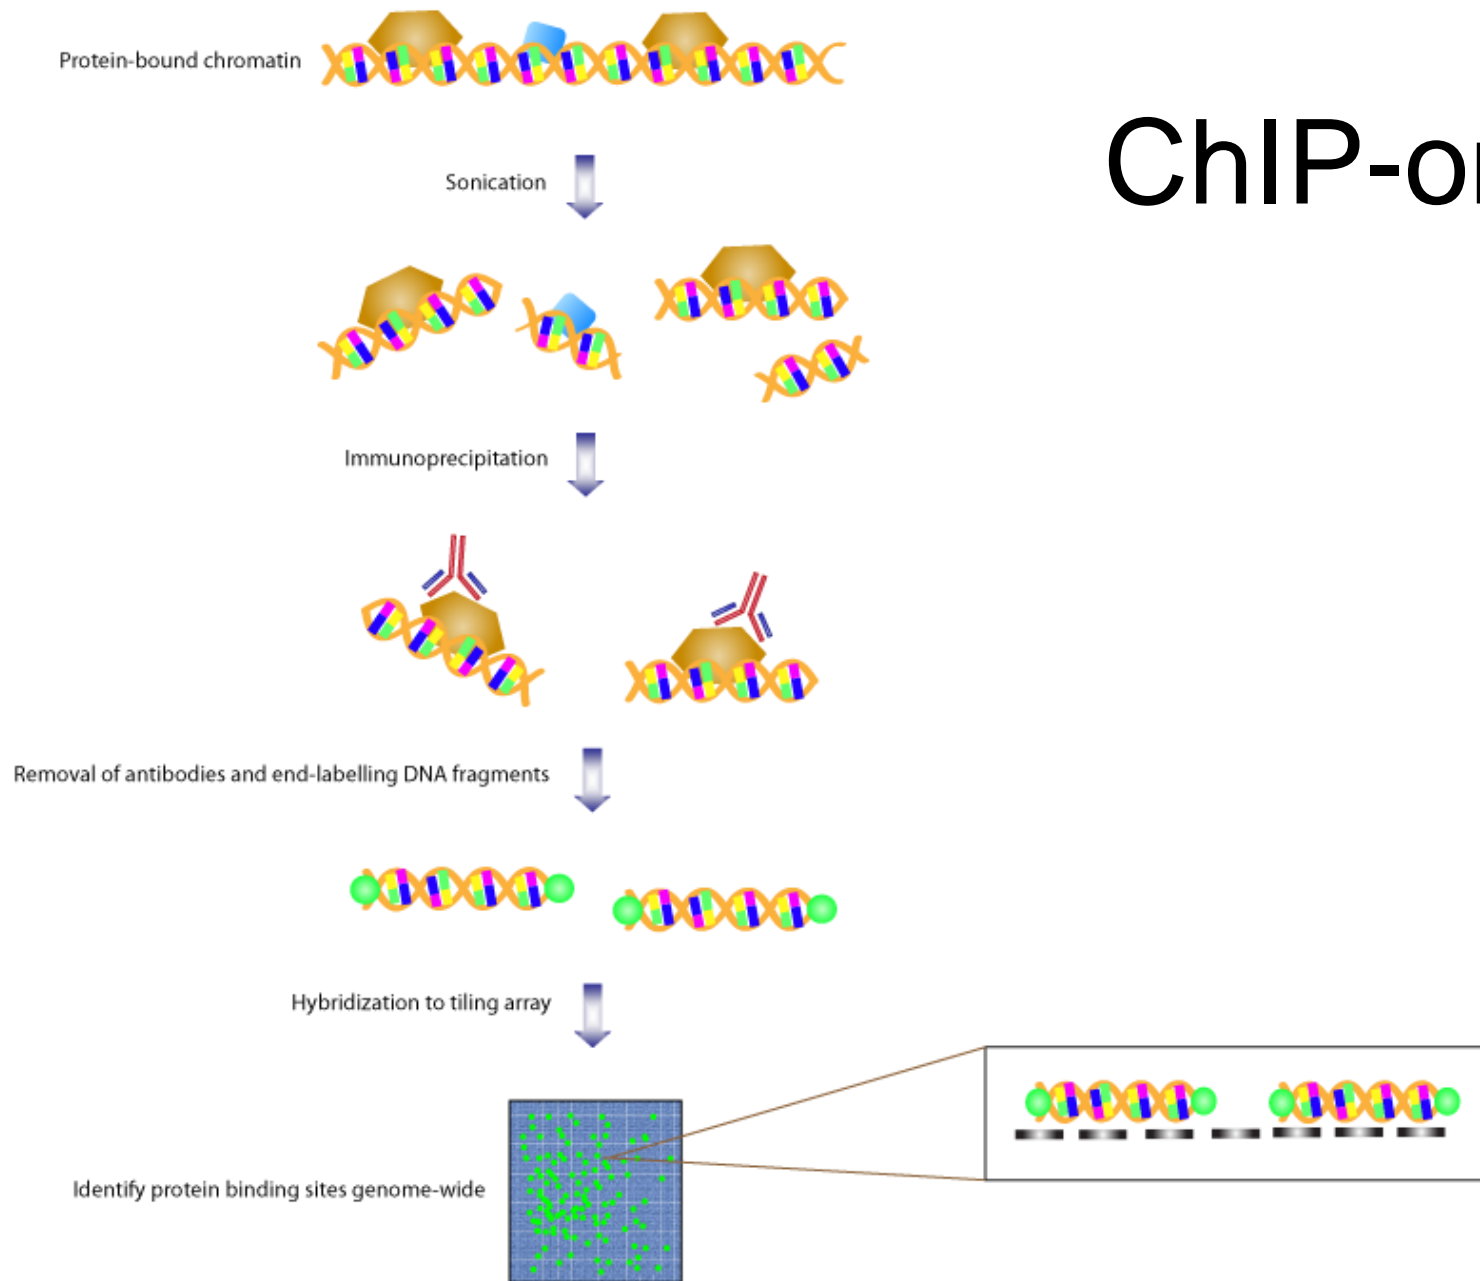 Protein-bound chromatin
ChIP-o
Sonication
Immunoprecipitation
Removal of antibodies and end-labelling DNA fragments
Hybridization to tiling array
Identify protein binding sites genome-wide